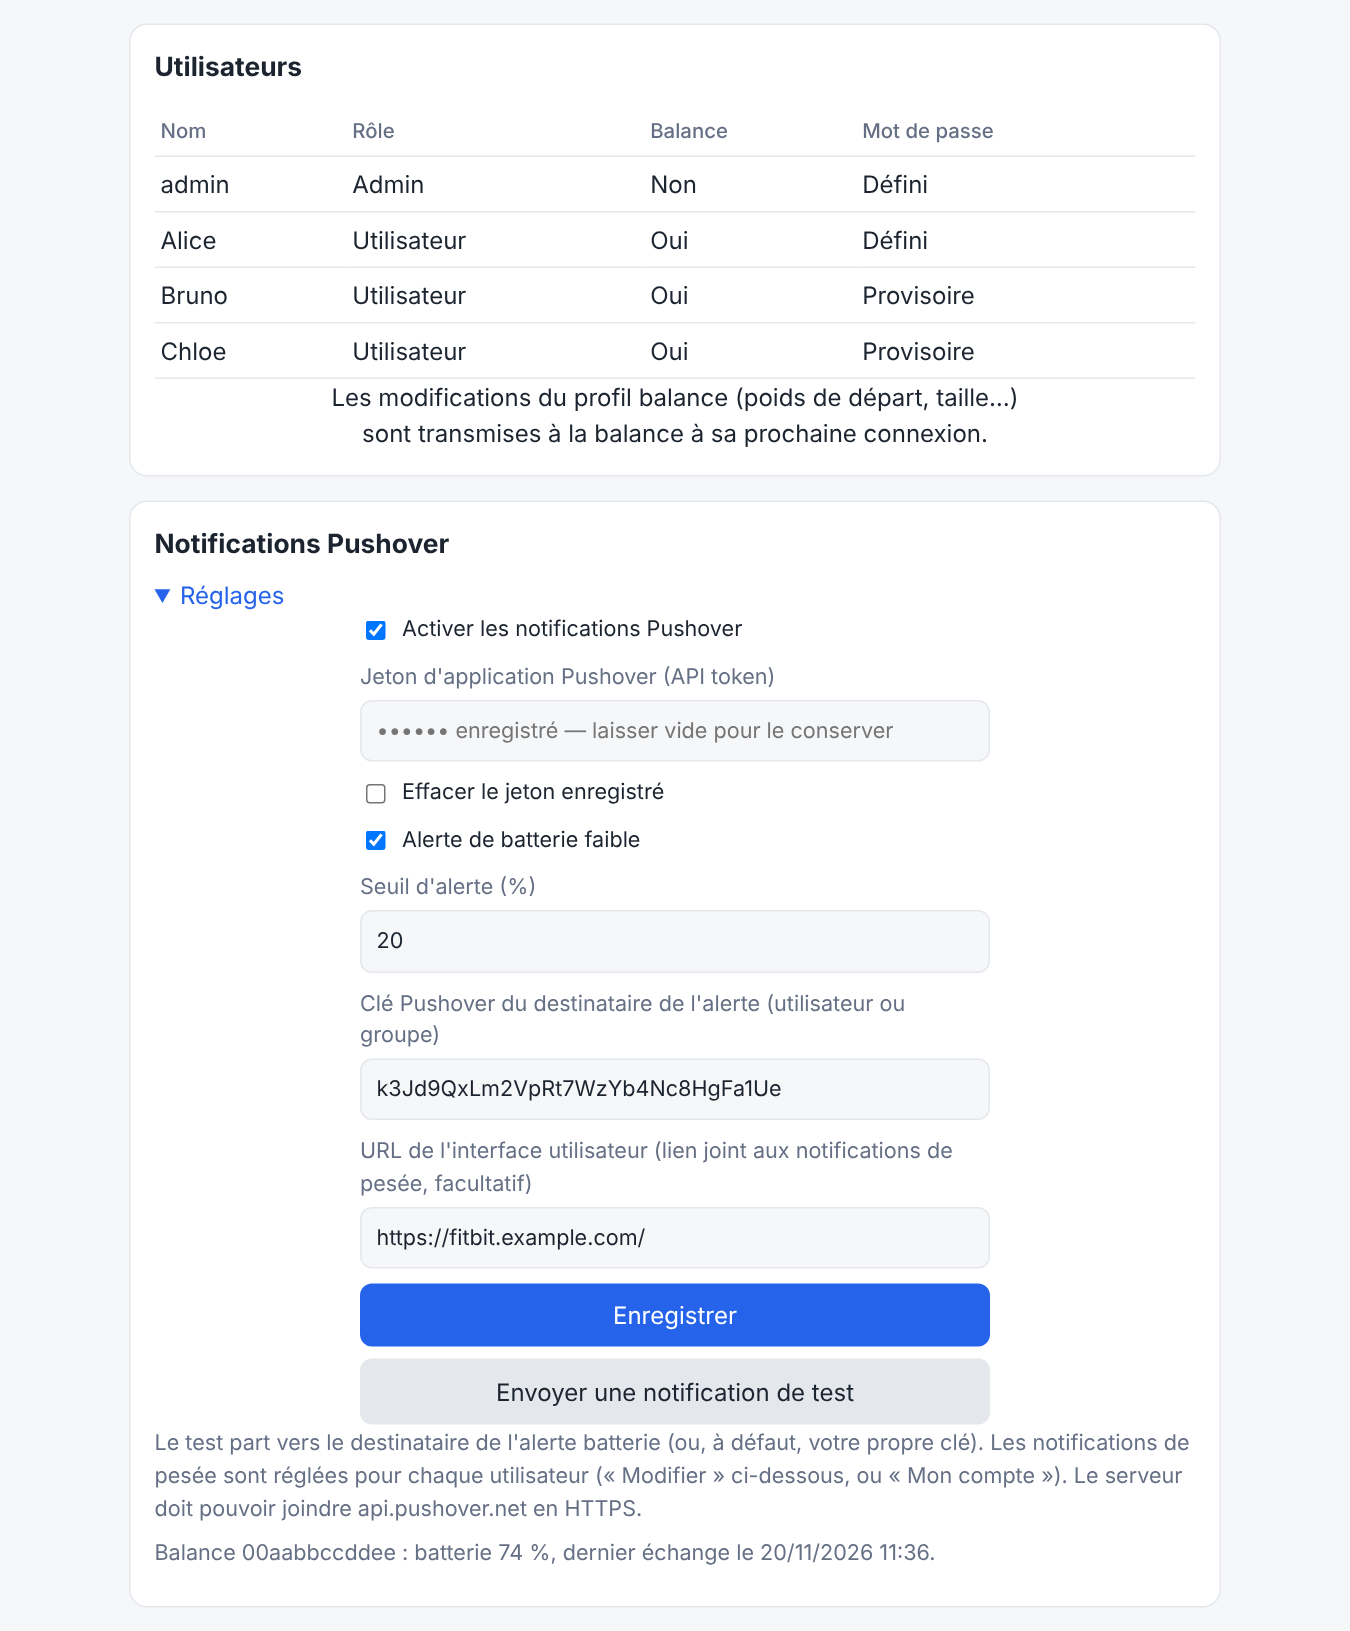 Utilisateurs
Nom Rôle Balance Mot de passe
admin Admin Non Défini
Alice Utilisateur Oui Défini
Bruno Utilisateur Oui Provisoire
Chloe Utilisateur Oui Provisoire
Les modifications du profil balance (poids de départ, taille...)
sont transmises à la balance à sa prochaine connexion.
Notifications Pushover
▼ Réglages
Activer les notifications Pushover
Jeton d'application Pushover (API token)
•••••• enregistré — laisser vide pour le conserver
Effacer le jeton enregistré
Alerte de batterie faible
Seuil d'alerte (%)
20
Clé Pushover du destinataire de l'alerte (utilisateur ou
groupe)
k3Jd9QxLm2VpRt7WzYb4Nc8HgFa1Ue
URL de l'interface utilisateur (lien joint aux notifications de
pesée, facultatif)
https://fitbit.example.com/
Enregistrer
Envoyer une notification de test
Le test part vers le destinataire de l'alerte batterie (ou, à défaut, votre propre clé). Les notifications de
pesée sont réglées pour chaque utilisateur (« Modifier » ci-dessous, ou « Mon compte »). Le serveur
doit pouvoir joindre api.pushover.net en HTTPS.
Balance 00aabbccddee : batterie 74 %, dernier échange le 20/11/2026 11:36.